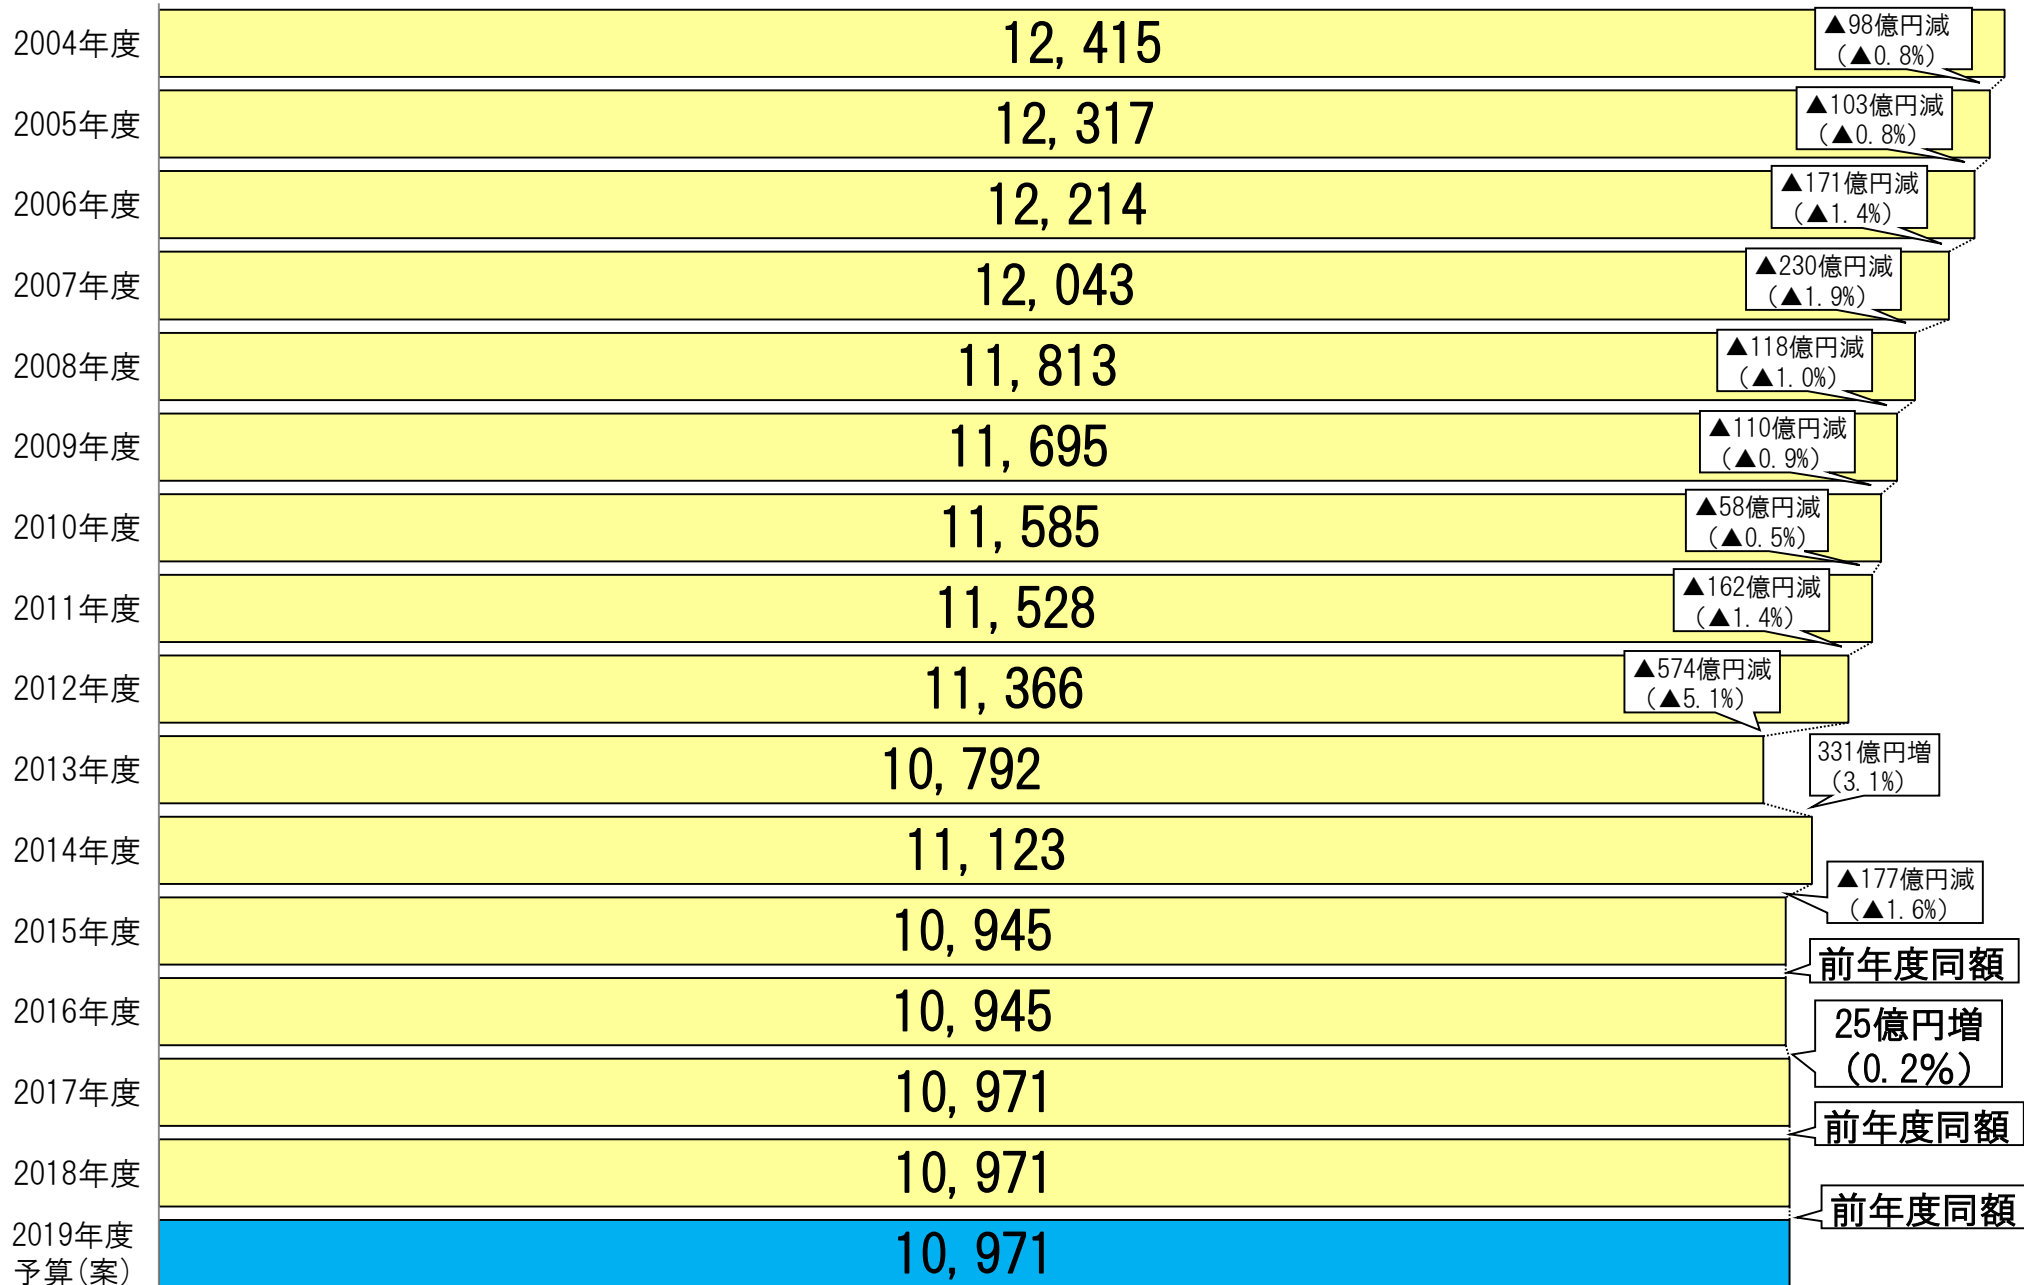 2004年度
12,415
▲98億円減
(▲0.8%)
2005年度
12,317
▲103億円減
(▲0.8%)
2006年度
12,214
▲171億円減
(▲1.4%)
2007年度
12,043
▲230億円減
(▲1.9%)
2008年度
11,813
▲118億円減
(▲1.0%)
2009年度
11,695
▲110億円減
(▲0.9%)
2010年度
11,585
▲58億円減
(▲0.5%)
2011年度
11,528
▲162億円減
(▲1.4%)
2012年度
11,366
▲574億円減
(▲5.1%)
2013年度
10,792
331億円増
(3.1%)
2014年度
11,123
▲177億円減
(▲1.6%)
2015年度
10,945
前年度同額
2016年度
10,945
25億円増
(0.2%)
2017年度
10,971
前年度同額
2018年度
10,971
前年度同額
2019年度
予算(案)
10,971